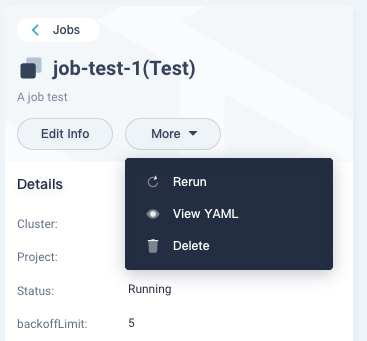 Jobs
job-test-1(Test)
A job test
Edit Info More
Rerun
View YAML
Delete
Details
Cluster:
Project:
Status: Running
backoffLimit: 5